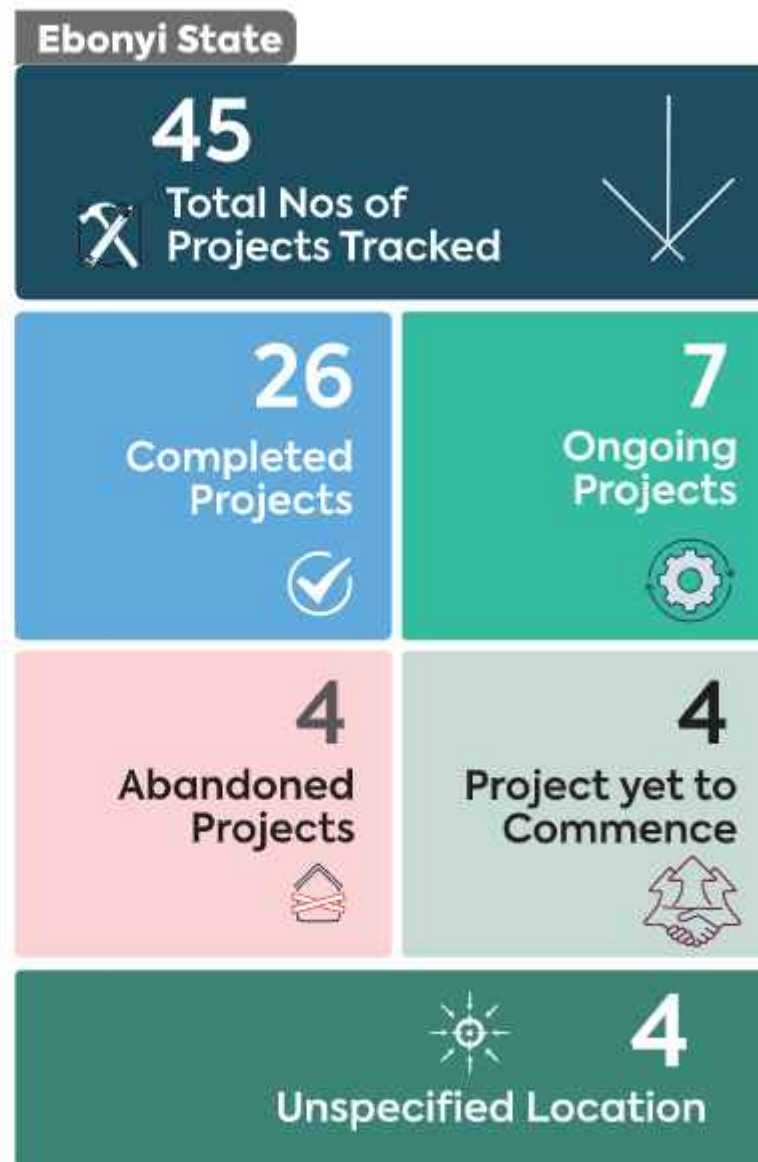 Ebonyi State
45
Total Nos of
Projects Tracked
26
Completed
Projects
7
Ongoing
Projects
4
Abandoned
Projects
4
Project yet to
Commence
4
Unspecified Location